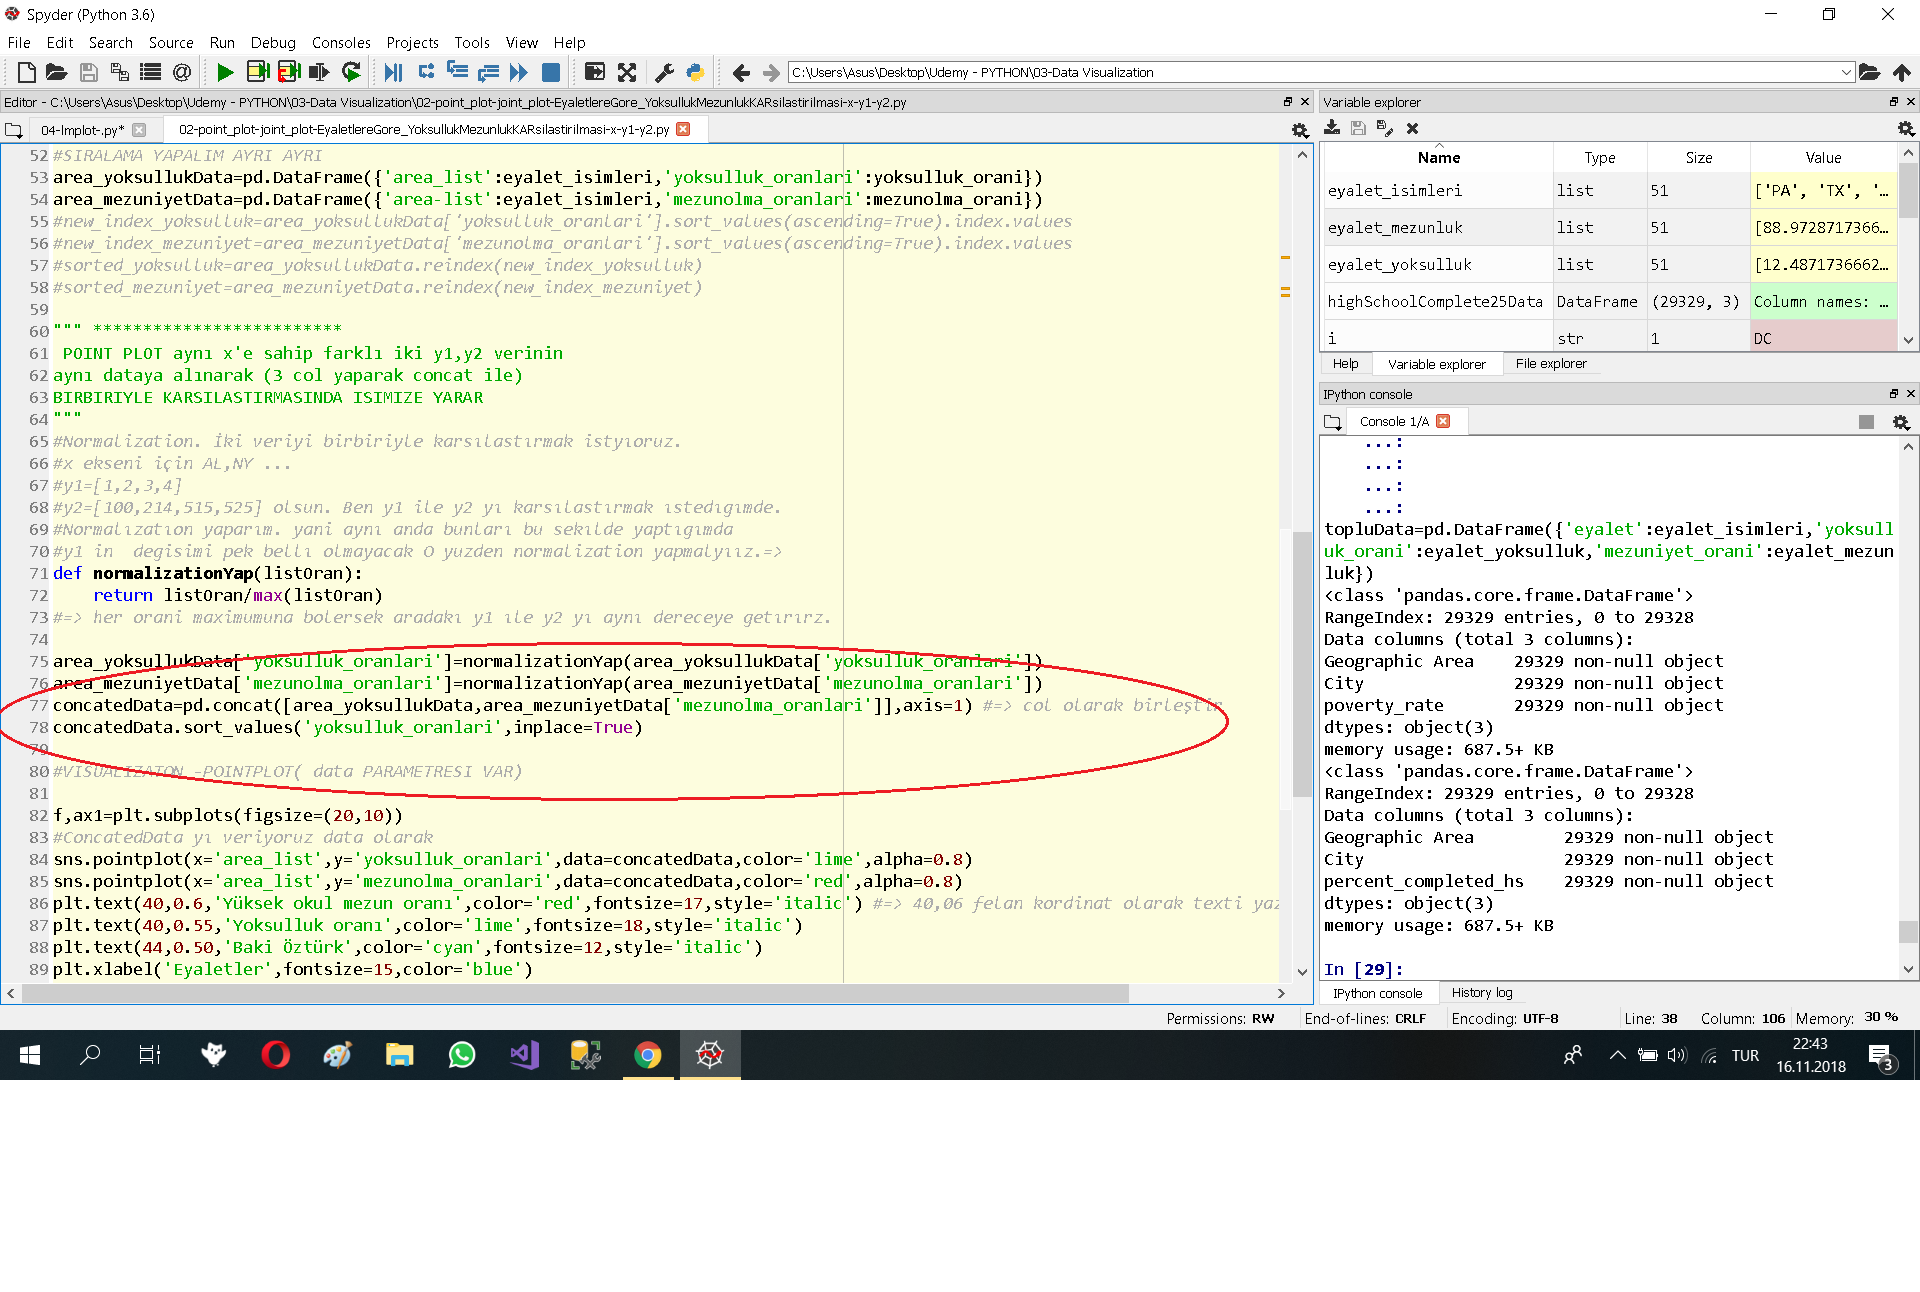 Spyder (Python 3.6)
File Edit Search Source Run Debug Consoles Projects Tools View Help
C:\Users\Asus\Desktop\Udemy - PYTHON\03-Data Visualization
Editor - C:\Users\Asus\Desktop\Udemy - PYTHON\03-Data Visualization\02-point_plot-joint_plot-EyaletlereGore_YoksullukMezunlukKARsilastirilmasi-x-y1-y2.py
04-lmplot-.py* 02-point_plot-joint_plot-EyaletlereGore_YoksullukMezunlukKARsilastirilmasi-x-y1-y2.py
52 #SIRALAMA YAPALIM AYRI AYRI
53 area_yoksullukData=pd.DataFrame({'area_list':eyalet_isimleri,'yoksulluk_oranlari':yoksulluk_orani})
54 area_mezuniyetData=pd.DataFrame({'area-list':eyalet_isimleri,'mezunolma_oranlari':mezunolma_orani})
55 #new_index_yoksulluk=area_yoksullukData['yoksulluk_oranlari'].sort_values(ascending=True).index.values
56 #new_index_mezuniyet=area_mezuniyetData['mezunolma_oranlari'].sort_values(ascending=True).index.values
57 #sorted_yoksulluk=area_yoksullukData.reindex(new_index_yoksulluk)
58 #sorted_mezuniyet=area_mezuniyetData.reindex(new_index_mezuniyet)
59
60 """ *************************
61 POINT PLOT aynı x'e sahip farklı iki y1,y2 verinin
62 aynı dataya alınarak (3 col yaparak concat ile)
63 BIRBIRIYLE KARSILASTIRMASINDA ISIMIZE YARAR
64 """
65 #Normalization. İki veriyi birbiriyle karsılastırmak istyıoruz.
66 #x ekseni için AL,NY ...
67 #y1=[1,2,3,4]
68 #y2=[100,214,515,525] olsun. Ben y1 ile y2 yı karsılastırmak ıstedıgımde.
69 #Normalızatıon yaparım. yani aynı anda bunları bu sekılde yaptıgımda
70 #y1 in  degisimi pek bellı olmayacak O yuzden normalization yapmalyıız.=>
71 def normalizationYap(listOran):
72 return listOran/max(listOran)
73 #=> her orani maximumuna bolersek aradakı y1 ıle y2 yı aynı dereceye getırırz.
74
75 area_yoksullukData['yoksulluk_oranlari']=normalizationYap(area_yoksullukData['yoksulluk_oranlari'])
76 area_mezuniyetData['mezunolma_oranlari']=normalizationYap(area_mezuniyetData['mezunolma_oranlari'])
77 concatedData=pd.concat([area_yoksullukData,area_mezuniyetData['mezunolma_oranlari']],axis=1) #=> col olarak birleştir
78 concatedData.sort_values('yoksulluk_oranlari',inplace=True)
79
80 #VISUALIZATON -POINTPLOT( data PARAMETRESI VAR)
81
82 f,ax1=plt.subplots(figsize=(20,10))
83 #ConcatedData yı veriyoruz data olarak
84 sns.pointplot(x='area_list',y='yoksulluk_oranlari',data=concatedData,color='lime',alpha=0.8)
85 sns.pointplot(x='area_list',y='mezunolma_oranlari',data=concatedData,color='red',alpha=0.8)
86 plt.text(40,0.6,'Yüksek okul mezun oranı',color='red',fontsize=17,style='italic') #=> 40,06 felan kordinat olarak texti yaz
87 plt.text(40,0.55,'Yoksulluk oranı',color='lime',fontsize=18,style='italic')
88 plt.text(44,0.50,'Baki Öztürk',color='cyan',fontsize=12,style='italic')
89 plt.xlabel('Eyaletler',fontsize=15,color='blue')
Variable explorer
Name Type Size Value
eyalet_isimleri list 51 ['PA', 'TX', '…
eyalet_mezunluk list 51 [88.9728717366…
eyalet_yoksulluk list 51 [12.4871736662…
highSchoolComplete25Data DataFrame (29329, 3) Column names: …
i str 1 DC
Help Variable explorer File explorer
IPython console
Console 1/A
...:
...:
...:
...:
topluData=pd.DataFrame({'eyalet':eyalet_isimleri,'yoksull
uk_orani':eyalet_yoksulluk,'mezuniyet_orani':eyalet_mezun
luk})
<class 'pandas.core.frame.DataFrame'>
RangeIndex: 29329 entries, 0 to 29328
Data columns (total 3 columns):
Geographic Area 29329 non-null object
City 29329 non-null object
poverty_rate 29329 non-null object
dtypes: object(3)
memory usage: 687.5+ KB
<class 'pandas.core.frame.DataFrame'>
RangeIndex: 29329 entries, 0 to 29328
Data columns (total 3 columns):
Geographic Area 29329 non-null object
City 29329 non-null object
percent_completed_hs 29329 non-null object
dtypes: object(3)
memory usage: 687.5+ KB
In [29]:
IPython console History log
Permissions: RW End-of-lines: CRLF Encoding: UTF-8 Line: 38 Column: 106 Memory: 30 %
TUR
22:43
16.11.2018
3